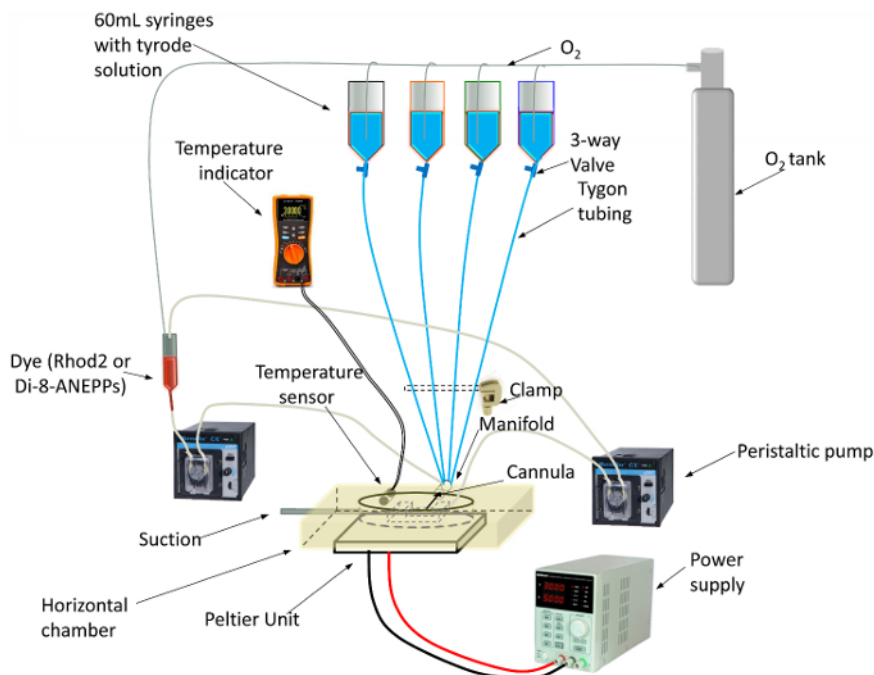 60mL syringes
with tyrode
solution
O2
3-way
Valve
Tygon
tubing
O2 tank
Temperature
indicator
Dye (Rhod2 or
Di-8-ANEPPs)
Temperature
sensor
Clamp
Manifold
Cannula
Peristaltic pump
Suction
Horizontal
chamber
Peltier Unit
Power
supply